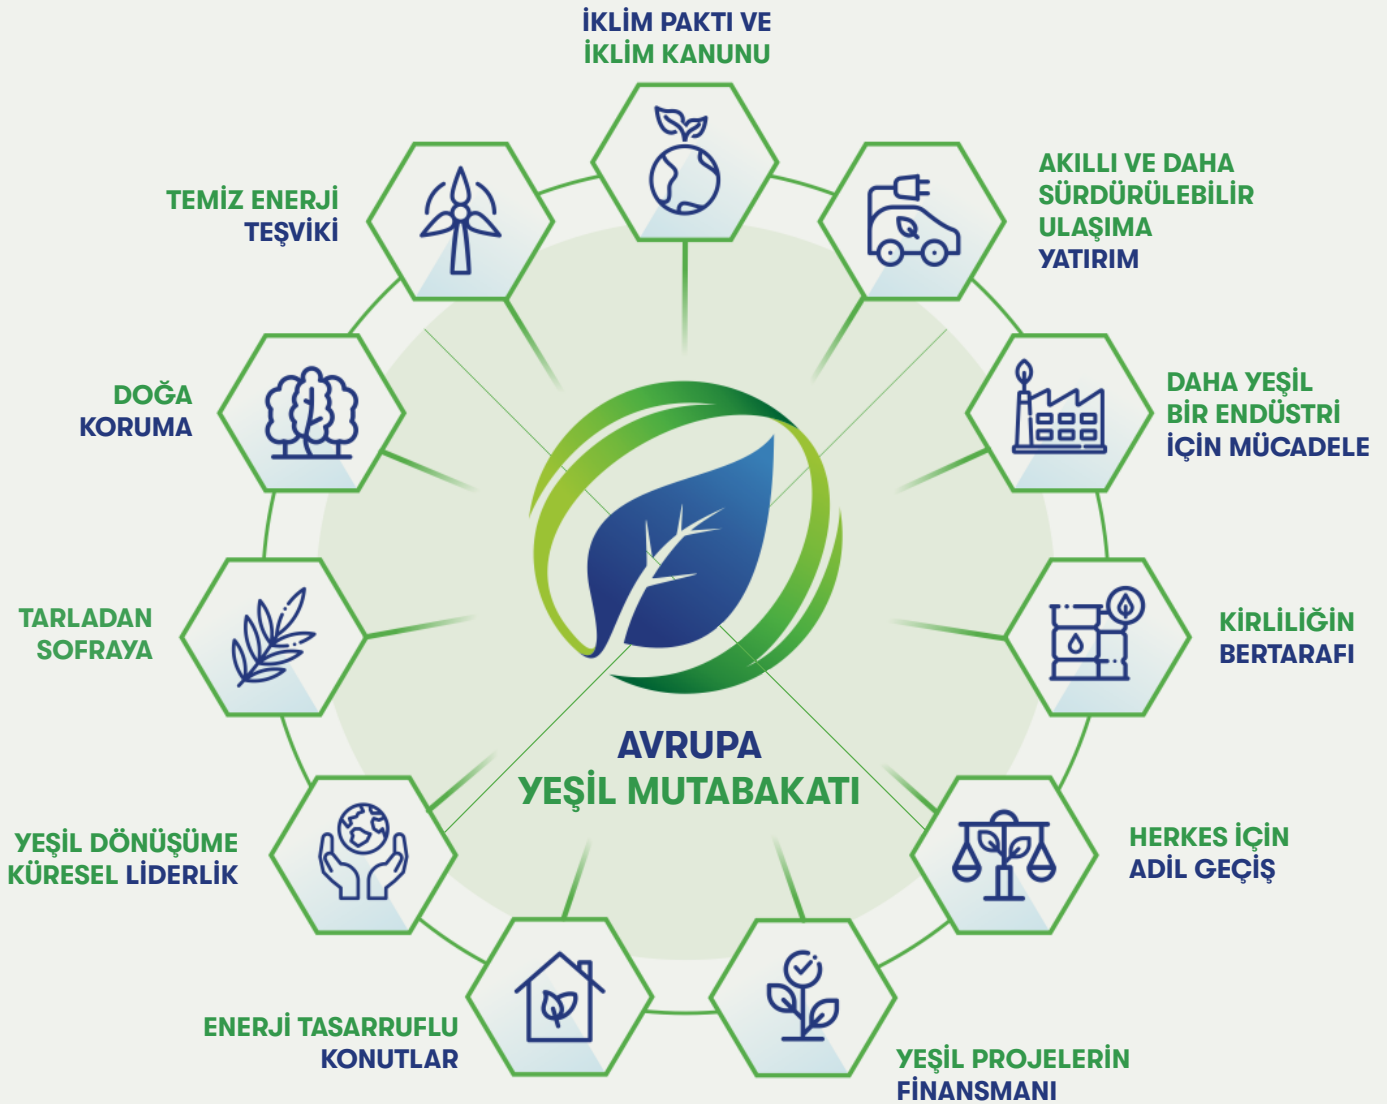 İKLİM PAKTI VE
İKLİM KANUNU
AKILLI VE DAHA
SÜRDÜRÜLEBİLİR
ULAŞIMA
YATIRIM
DAHA YEŞİL
BİR ENDÜSTRİ
İÇİN MÜCADELE
KİRLİLİĞİN
BERTARAFI
HERKES İÇİN
ADİL GEÇİŞ
YEŞİL PROJELERİN
FİNANSMANI
ENERJİ TASARRUFLU
KONUTLAR
YEŞİL DÖNÜŞÜME
KÜRESEL LİDERLİK
TARLADAN
SOFRAYA
DOĞA
KORUMA
TEMİZ ENERJİ
TEŞVİKİ
AVRUPA
YEŞİL MUTABAKATI